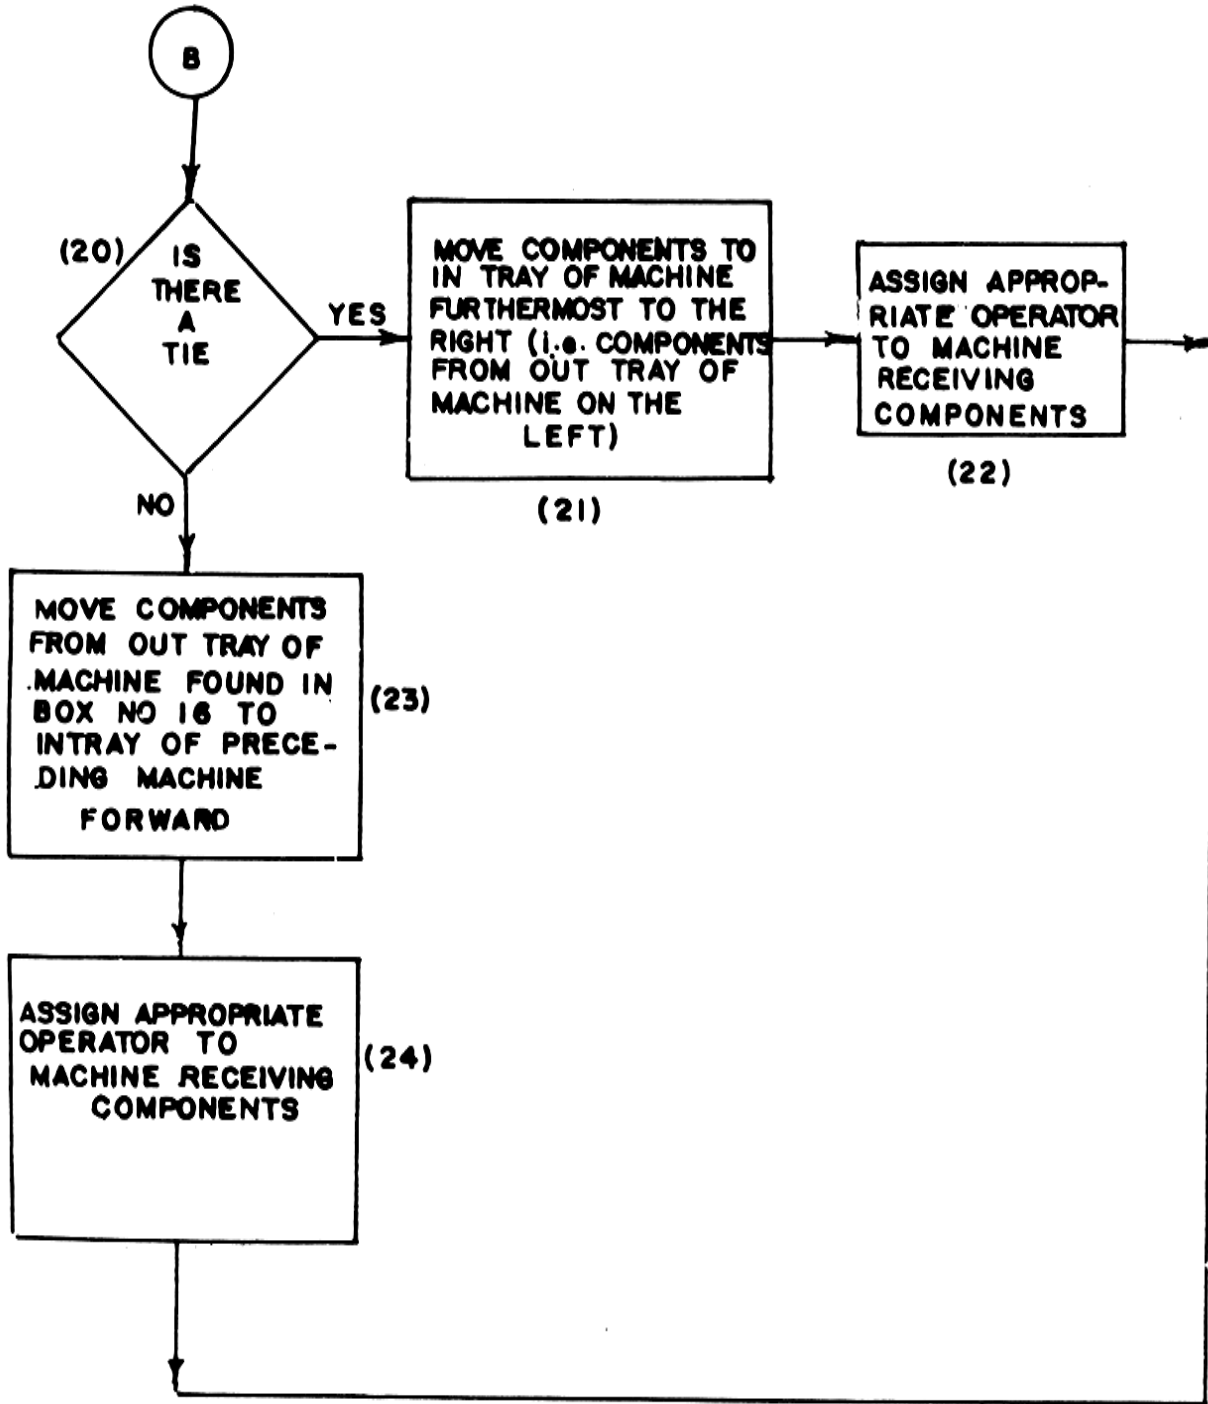 B
(20)
IS
THERE
A
TIE
YES
MOVE COMPONENTS TO
IN TRAY OF MACHINE
FURTHERMOST TO THE
RIGHT (i.e. COMPONENTS
FROM OUT TRAY OF
MACHINE ON THE
LEFT)
(21)
ASSIGN APPROP-
RIATE OPERATOR
TO MACHINE
RECEIVING
COMPONENTS
(22)
NO
MOVE COMPONENTS
FROM OUT TRAY OF
MACHINE FOUND IN
BOX NO 16 TO
INTRAY OF PRECE-
DING MACHINE
FORWARD
(23)
ASSIGN APPROPRIATE
OPERATOR TO
MACHINE RECEIVING
COMPONENTS
(24)